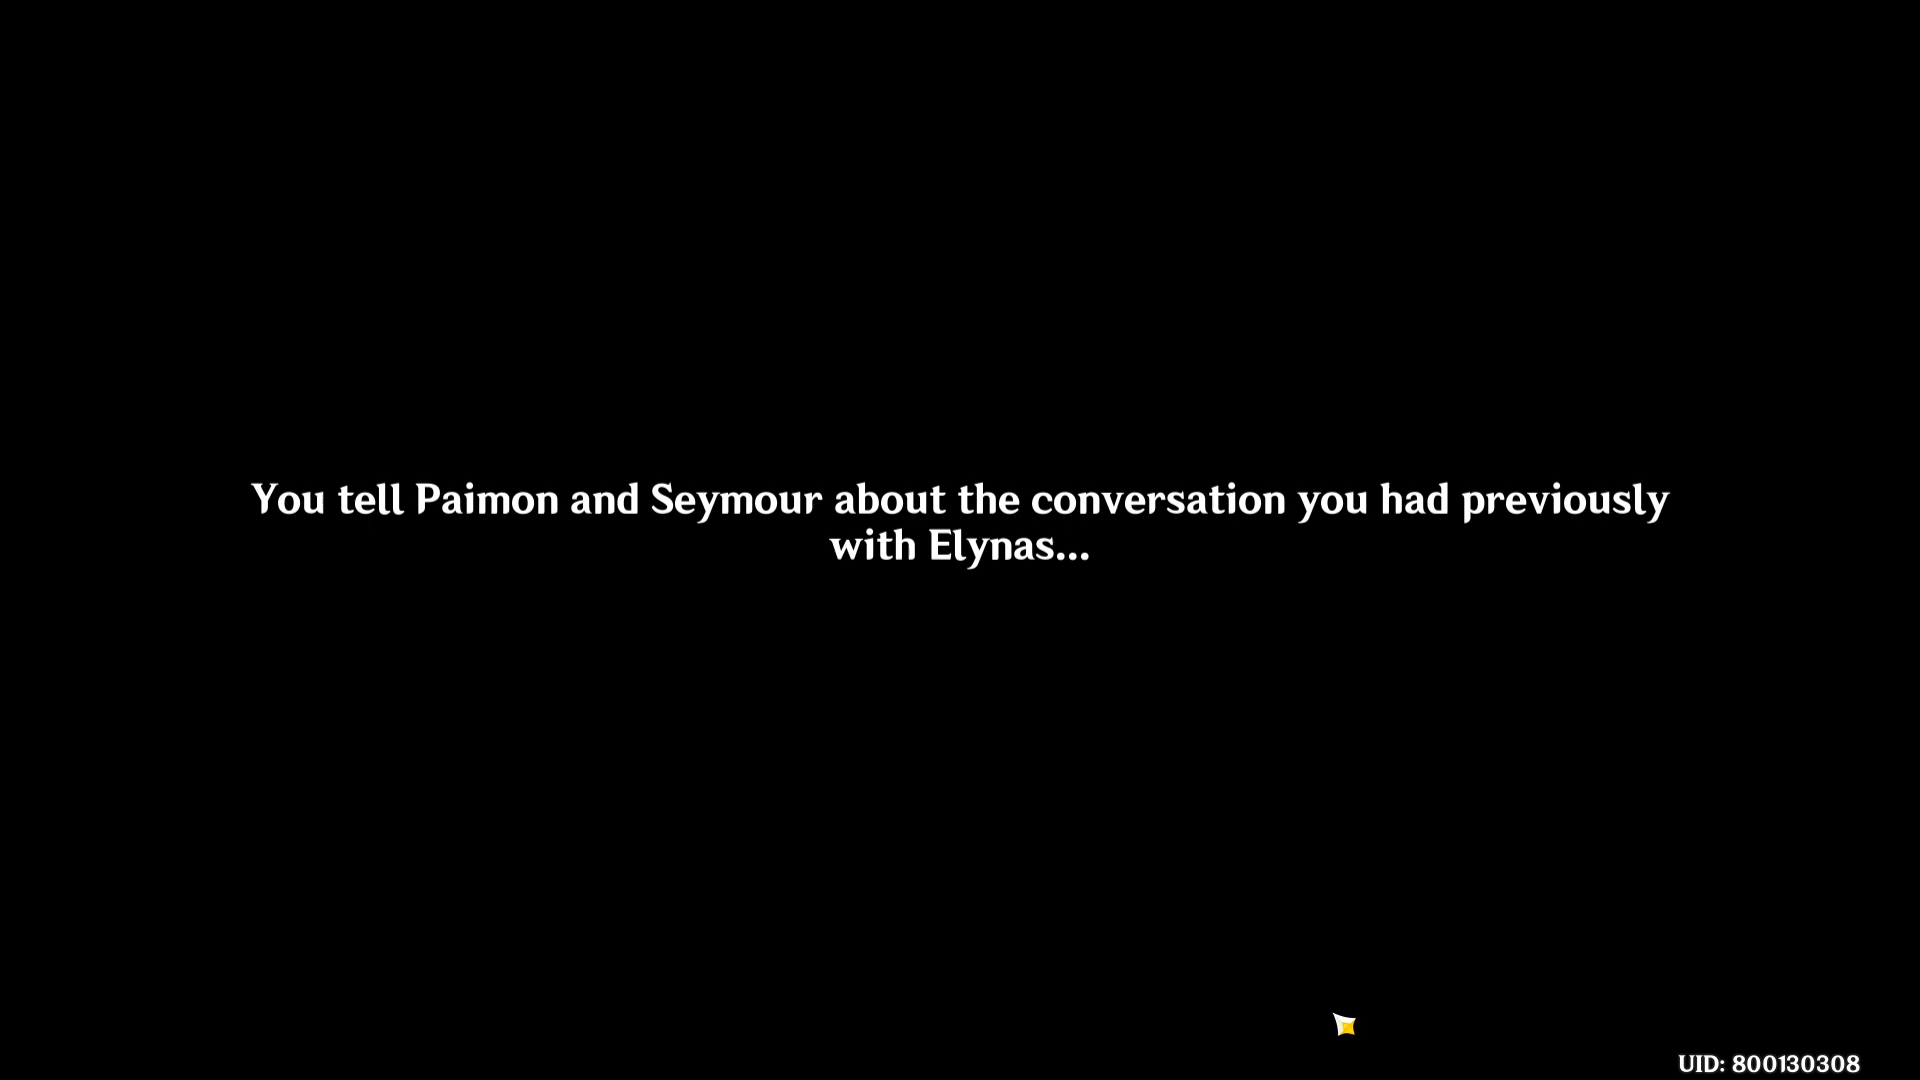 You tell Paimon and Seymour about the conversation you had previously
with Elynas...
UID: 800130308